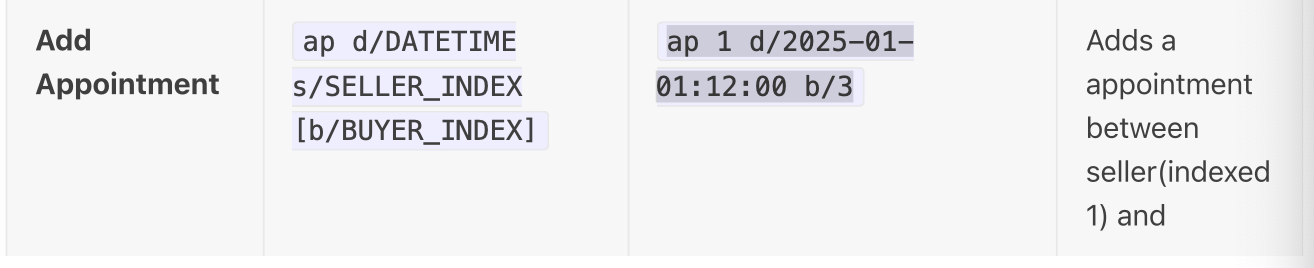 Add
Appointment
ap d/DATETIME
s/SELLER_INDEX
[b/BUYER_INDEX]
ap 1 d/2025-01-
01:12:00 b/3
Adds a
appointment
between
seller(indexed
1) and